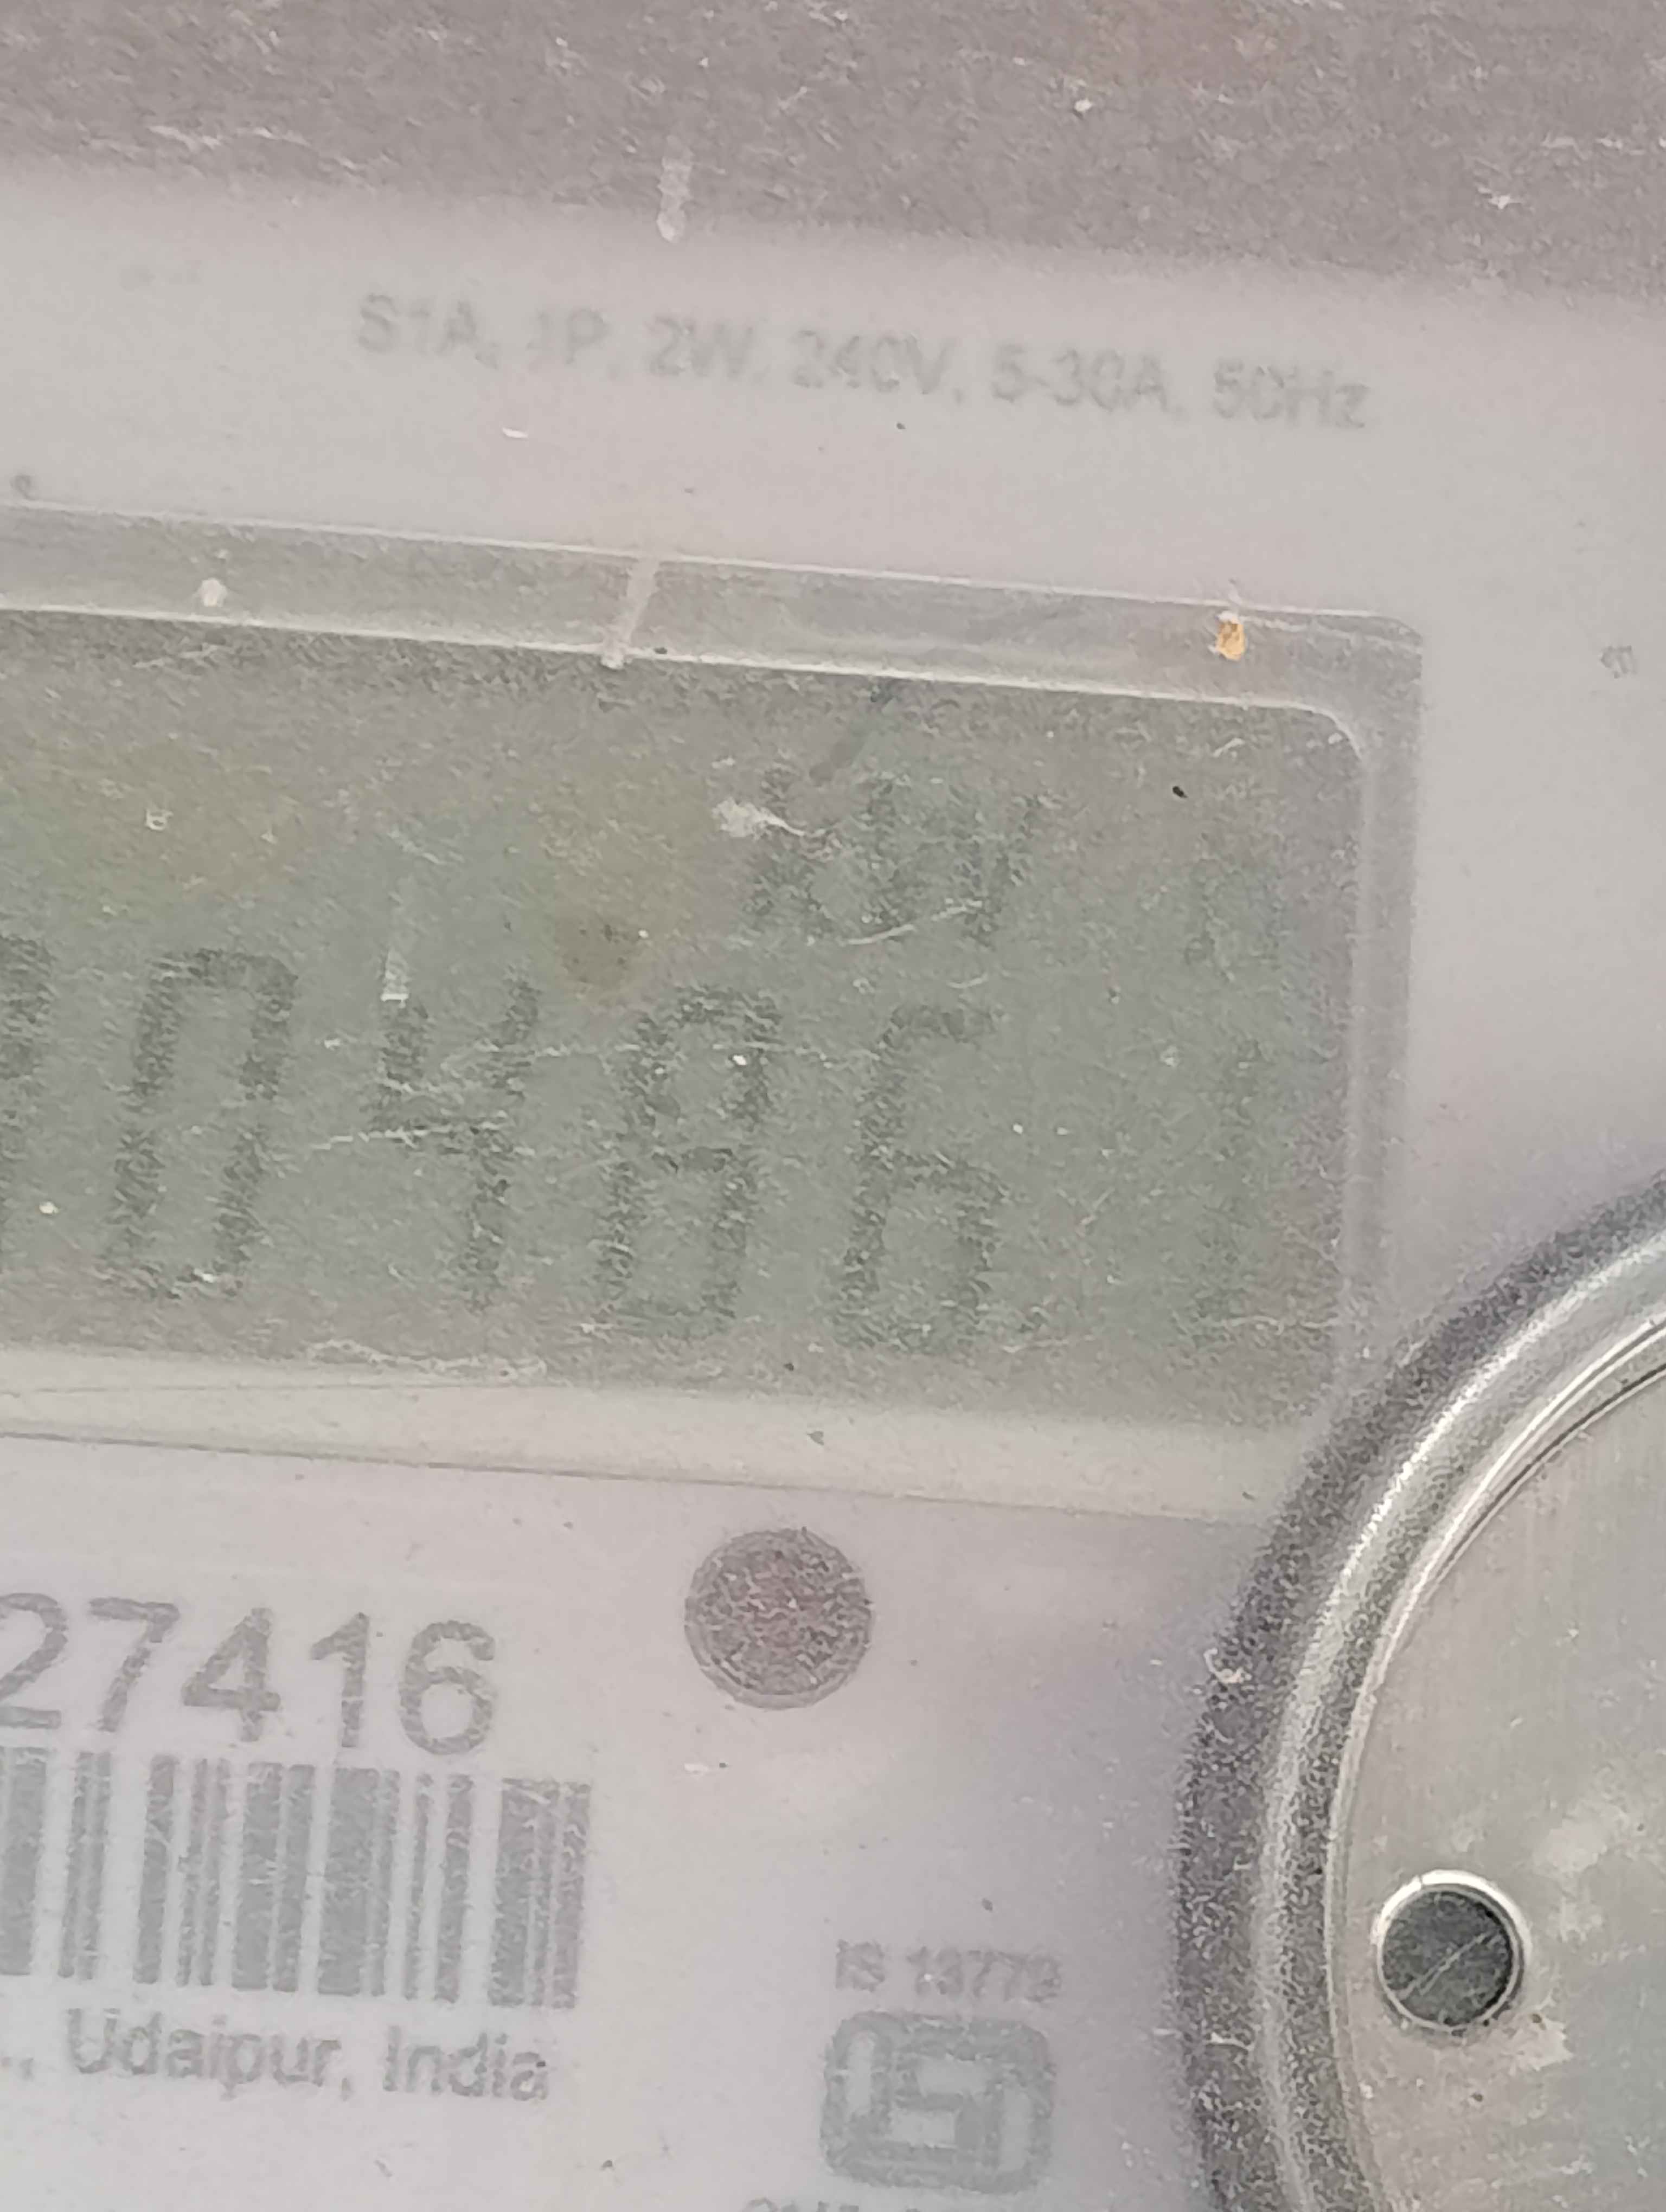 S1A, 1P, 2W, 240V, 5-30A, 50Hz
kW
0486
27416
., Udaipur, India
IS 13779